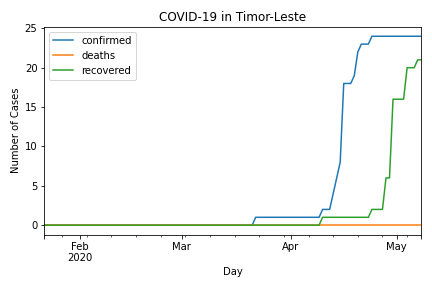 COVID-19 in Timor-Leste
confirmed
deaths
recovered
Number of Cases
25
20
15
10
5
0
Feb
2020
Mar
Apr
May
Day